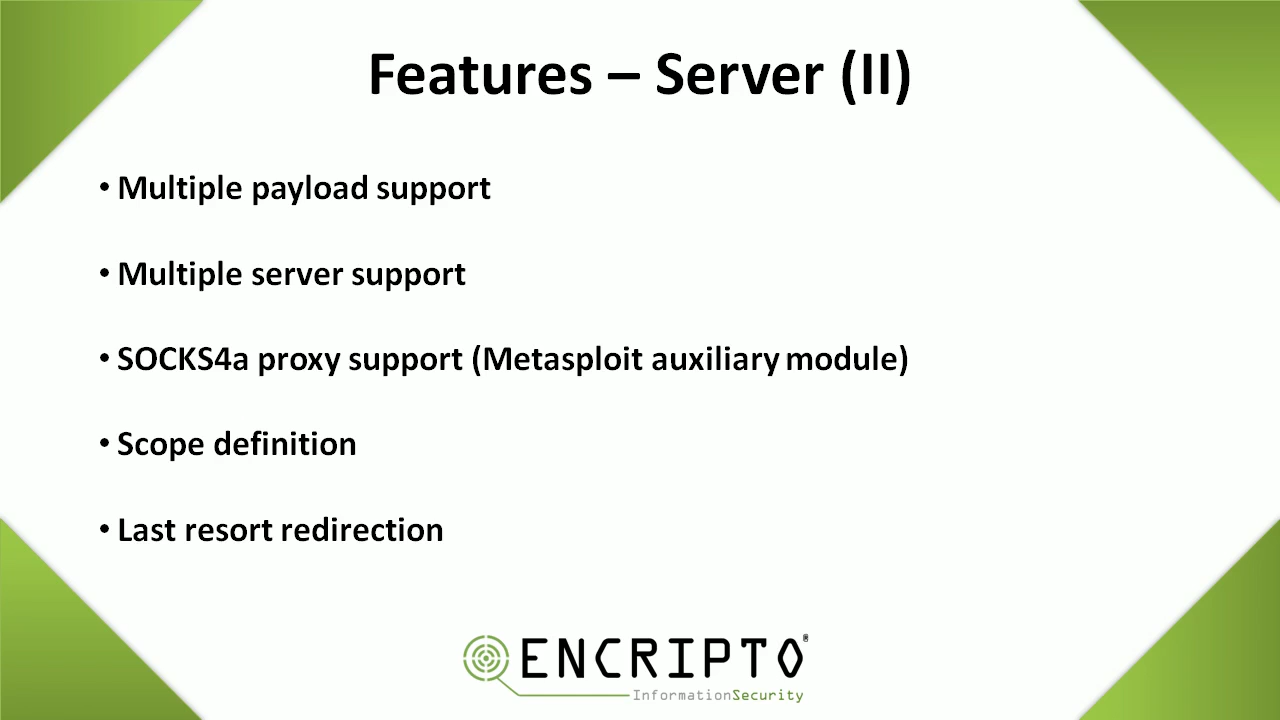 Features – Server (II)
• Multiple payload support
• Multiple server support
• SOCKS4a proxy support (Metasploit auxiliary module)
• Scope definition
• Last resort redirection
ENCRIPTO®
InformationSecurity